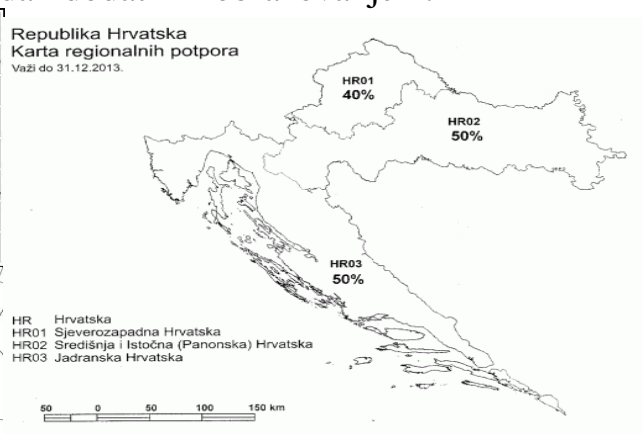 Republika Hrvatska
Karta regionalnih potpora
Važi do 31.12.2013.
HR01
40%
HR02
50%
HR03
50%
HR Hrvatska
HR01 Sjeverozapadna Hrvatska
HR02 Središnja i Istočna (Panonska) Hrvatska
HR03 Jadranska Hrvatska
50 0 50 100 150 km